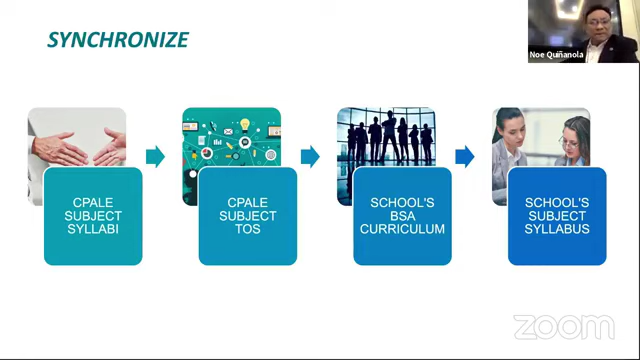 SYNCHRONIZE
Noe Quiñanola
CPALE
SUBJECT
SYLLABI
CPALE
SUBJECT
TOS
SCHOOL'S
BSA
CURRICULUM
SCHOOL'S
SUBJECT
SYLLABUS
zoom